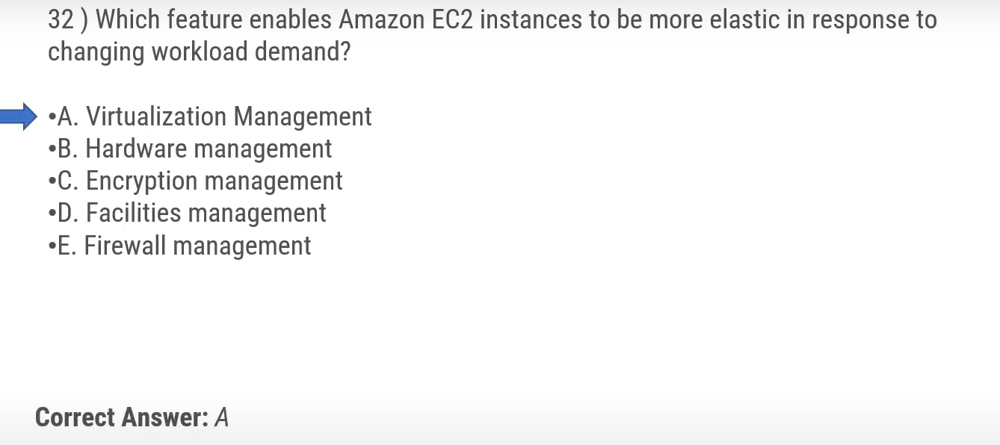 32 ) Which feature enables Amazon EC2 instances to be more elastic in response to
changing workload demand?
•A. Virtualization Management
•B. Hardware management
•C. Encryption management
•D. Facilities management
•E. Firewall management
Correct Answer: A